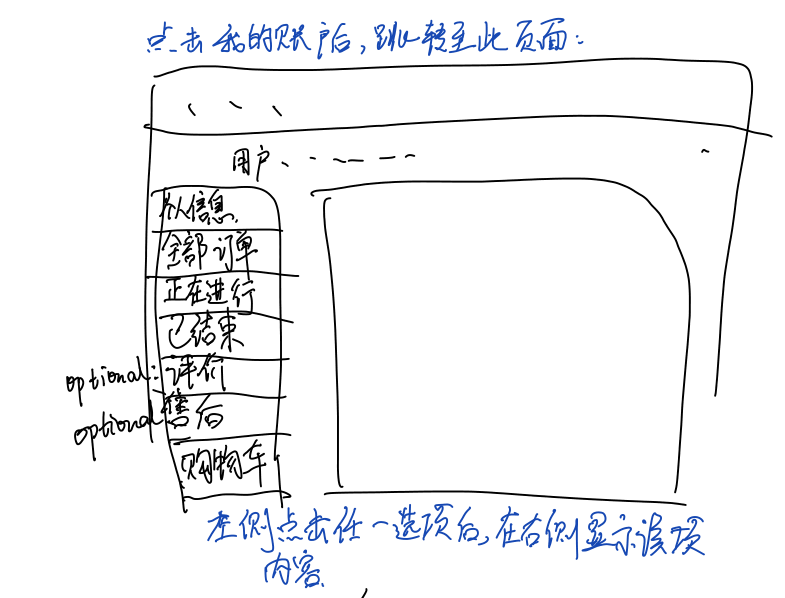 点击我的账户后，跳转至此页面：
用户、
个人信息
全部订单
正在进行
已结束
optional：评价
optional 售后
购物车
左侧点击任一选项后，在右侧显示该项
内容